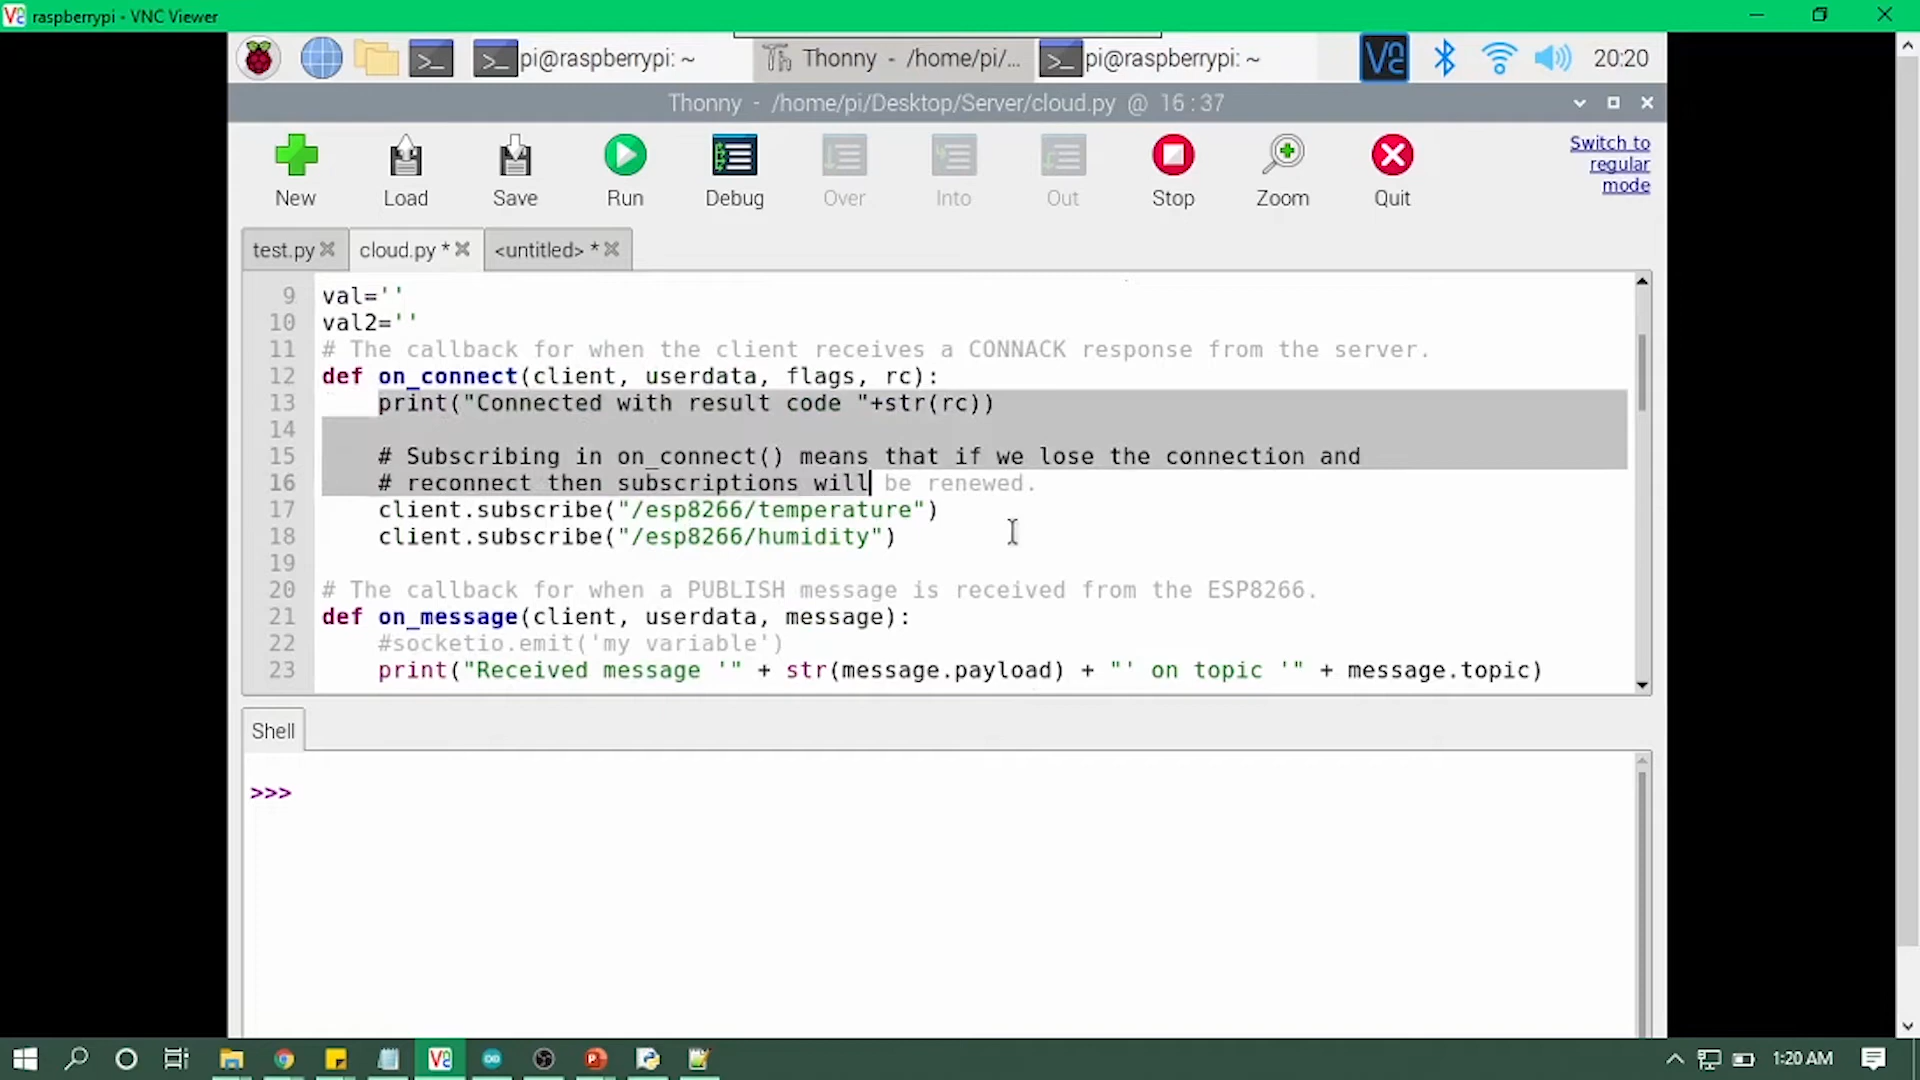 raspberrypi - VNC Viewer
pi@raspberrypi: ~
Thonny - /home/pi/...
pi@raspberrypi: ~
20:20
Thonny - /home/pi/Desktop/Server/cloud.py @ 16:37
New
Load
Save
Run
Debug
Over
Into
Out
Stop
Zoom
Quit
Switch to
regular
mode
test.py
cloud.py *
<untitled> *
9 val=''
10 val2=''
11 # The callback for when the client receives a CONNACK response from the server.
12 def on_connect(client, userdata, flags, rc):
13 print("Connected with result code "+str(rc))
14
15 # Subscribing in on_connect() means that if we lose the connection and
16 # reconnect then subscriptions will be renewed.
17 client.subscribe("/esp8266/temperature")
18 client.subscribe("/esp8266/humidity")
19
20 # The callback for when a PUBLISH message is received from the ESP8266.
21 def on_message(client, userdata, message):
22 #socketio.emit('my variable')
23 print("Received message '" + str(message.payload) + "' on topic '" + message.topic)
Shell
>>>
1:20 AM